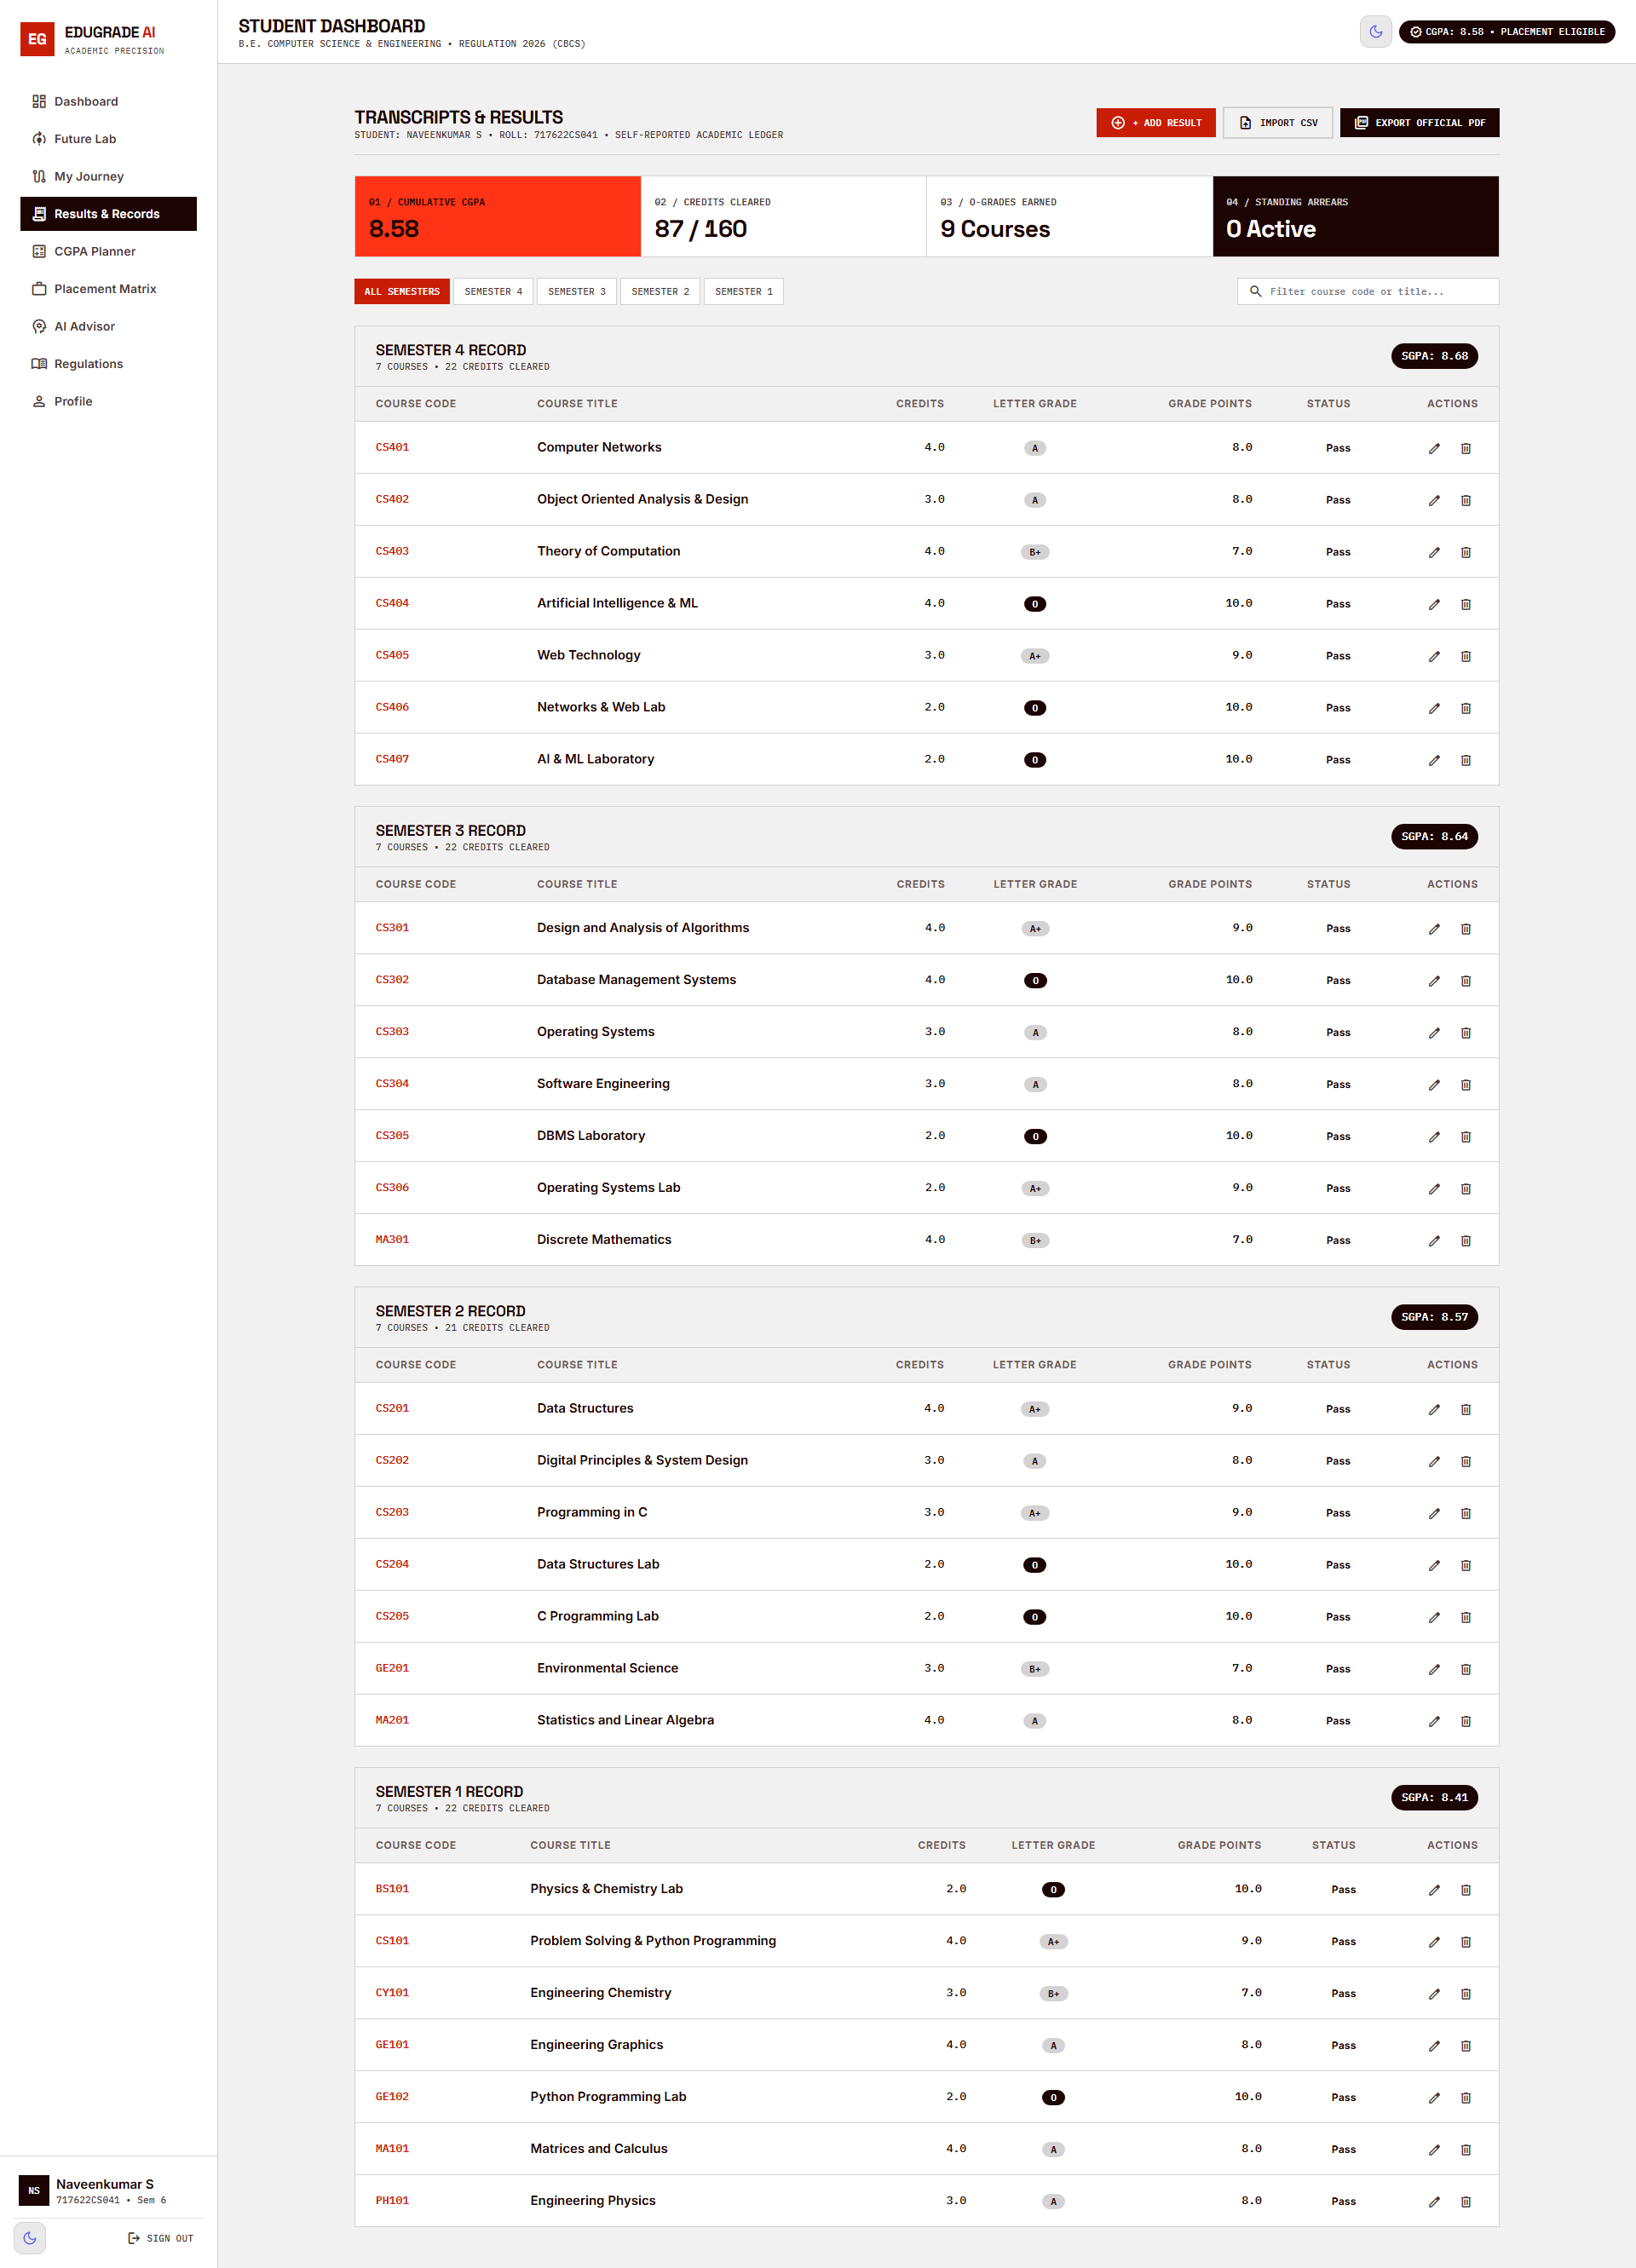 EG
EDUGRADE AI
ACADEMIC PRECISION
Dashboard
Future Lab
My Journey
Results & Records
CGPA Planner
Placement Matrix
AI Advisor
Regulations
Profile
NS
Naveenkumar S
717622CS041 • Sem 6
SIGN OUT
STUDENT DASHBOARD
B.E. COMPUTER SCIENCE & ENGINEERING • REGULATION 2026 (CBCS)
CGPA: 8.58 • PLACEMENT ELIGIBLE
TRANSCRIPTS & RESULTS
STUDENT: NAVEENKUMAR S • ROLL: 717622CS041 • SELF-REPORTED ACADEMIC LEDGER
+ ADD RESULT
IMPORT CSV
EXPORT OFFICIAL PDF
01 / CUMULATIVE CGPA
8.58
02 / CREDITS CLEARED
87 / 160
03 / O-GRADES EARNED
9 Courses
04 / STANDING ARREARS
0 Active
ALL SEMESTERS SEMESTER 4 SEMESTER 3 SEMESTER 2 SEMESTER 1
Filter course code or title...
SEMESTER 4 RECORD
7 COURSES • 22 CREDITS CLEARED
SGPA: 8.68
COURSE CODE COURSE TITLE CREDITS LETTER GRADE GRADE POINTS STATUS ACTIONS
CS401 Computer Networks 4.0 A 8.0 Pass
CS402 Object Oriented Analysis & Design 3.0 A 8.0 Pass
CS403 Theory of Computation 4.0 B+ 7.0 Pass
CS404 Artificial Intelligence & ML 4.0 O 10.0 Pass
CS405 Web Technology 3.0 A+ 9.0 Pass
CS406 Networks & Web Lab 2.0 O 10.0 Pass
CS407 AI & ML Laboratory 2.0 O 10.0 Pass
SEMESTER 3 RECORD
7 COURSES • 22 CREDITS CLEARED
SGPA: 8.64
COURSE CODE COURSE TITLE CREDITS LETTER GRADE GRADE POINTS STATUS ACTIONS
CS301 Design and Analysis of Algorithms 4.0 A+ 9.0 Pass
CS302 Database Management Systems 4.0 O 10.0 Pass
CS303 Operating Systems 3.0 A 8.0 Pass
CS304 Software Engineering 3.0 A 8.0 Pass
CS305 DBMS Laboratory 2.0 O 10.0 Pass
CS306 Operating Systems Lab 2.0 A+ 9.0 Pass
MA301 Discrete Mathematics 4.0 B+ 7.0 Pass
SEMESTER 2 RECORD
7 COURSES • 21 CREDITS CLEARED
SGPA: 8.57
COURSE CODE COURSE TITLE CREDITS LETTER GRADE GRADE POINTS STATUS ACTIONS
CS201 Data Structures 4.0 A+ 9.0 Pass
CS202 Digital Principles & System Design 3.0 A 8.0 Pass
CS203 Programming in C 3.0 A+ 9.0 Pass
CS204 Data Structures Lab 2.0 O 10.0 Pass
CS205 C Programming Lab 2.0 O 10.0 Pass
GE201 Environmental Science 3.0 B+ 7.0 Pass
MA201 Statistics and Linear Algebra 4.0 A 8.0 Pass
SEMESTER 1 RECORD
7 COURSES • 22 CREDITS CLEARED
SGPA: 8.41
COURSE CODE COURSE TITLE CREDITS LETTER GRADE GRADE POINTS STATUS ACTIONS
BS101 Physics & Chemistry Lab 2.0 O 10.0 Pass
CS101 Problem Solving & Python Programming 4.0 A+ 9.0 Pass
CY101 Engineering Chemistry 3.0 B+ 7.0 Pass
GE101 Engineering Graphics 4.0 A 8.0 Pass
GE102 Python Programming Lab 2.0 O 10.0 Pass
MA101 Matrices and Calculus 4.0 A 8.0 Pass
PH101 Engineering Physics 3.0 A 8.0 Pass